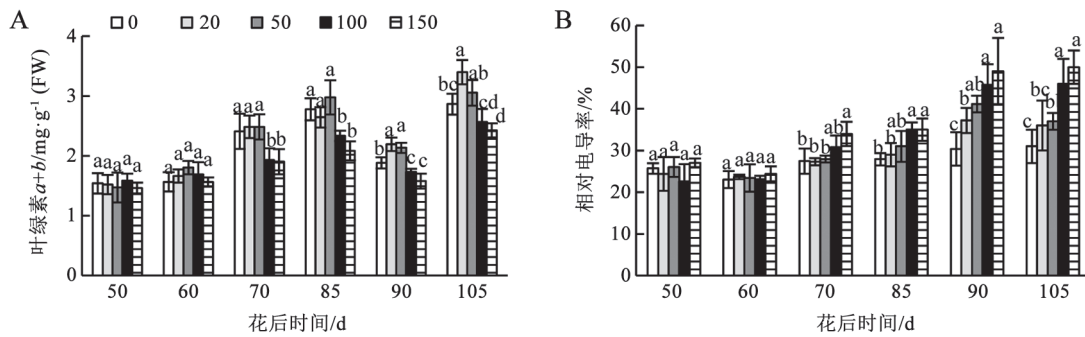 A
0 20 50 100 150
叶绿素a+b/mg·g⁻¹ (FW)
4
3
2
1
0
a a a a a
a a a a a
a a a b b
a a a b b
b a a c c
bc a ab cd d
50 60 70 85 90 105
花后时间/d
B
相对电导率/%
60
50
40
30
20
10
0
a a a a a
a a a a a
b b b ab a
b b ab a a
c b ab a a
c bc b a a
50 60 70 85 90 105
花后时间/d